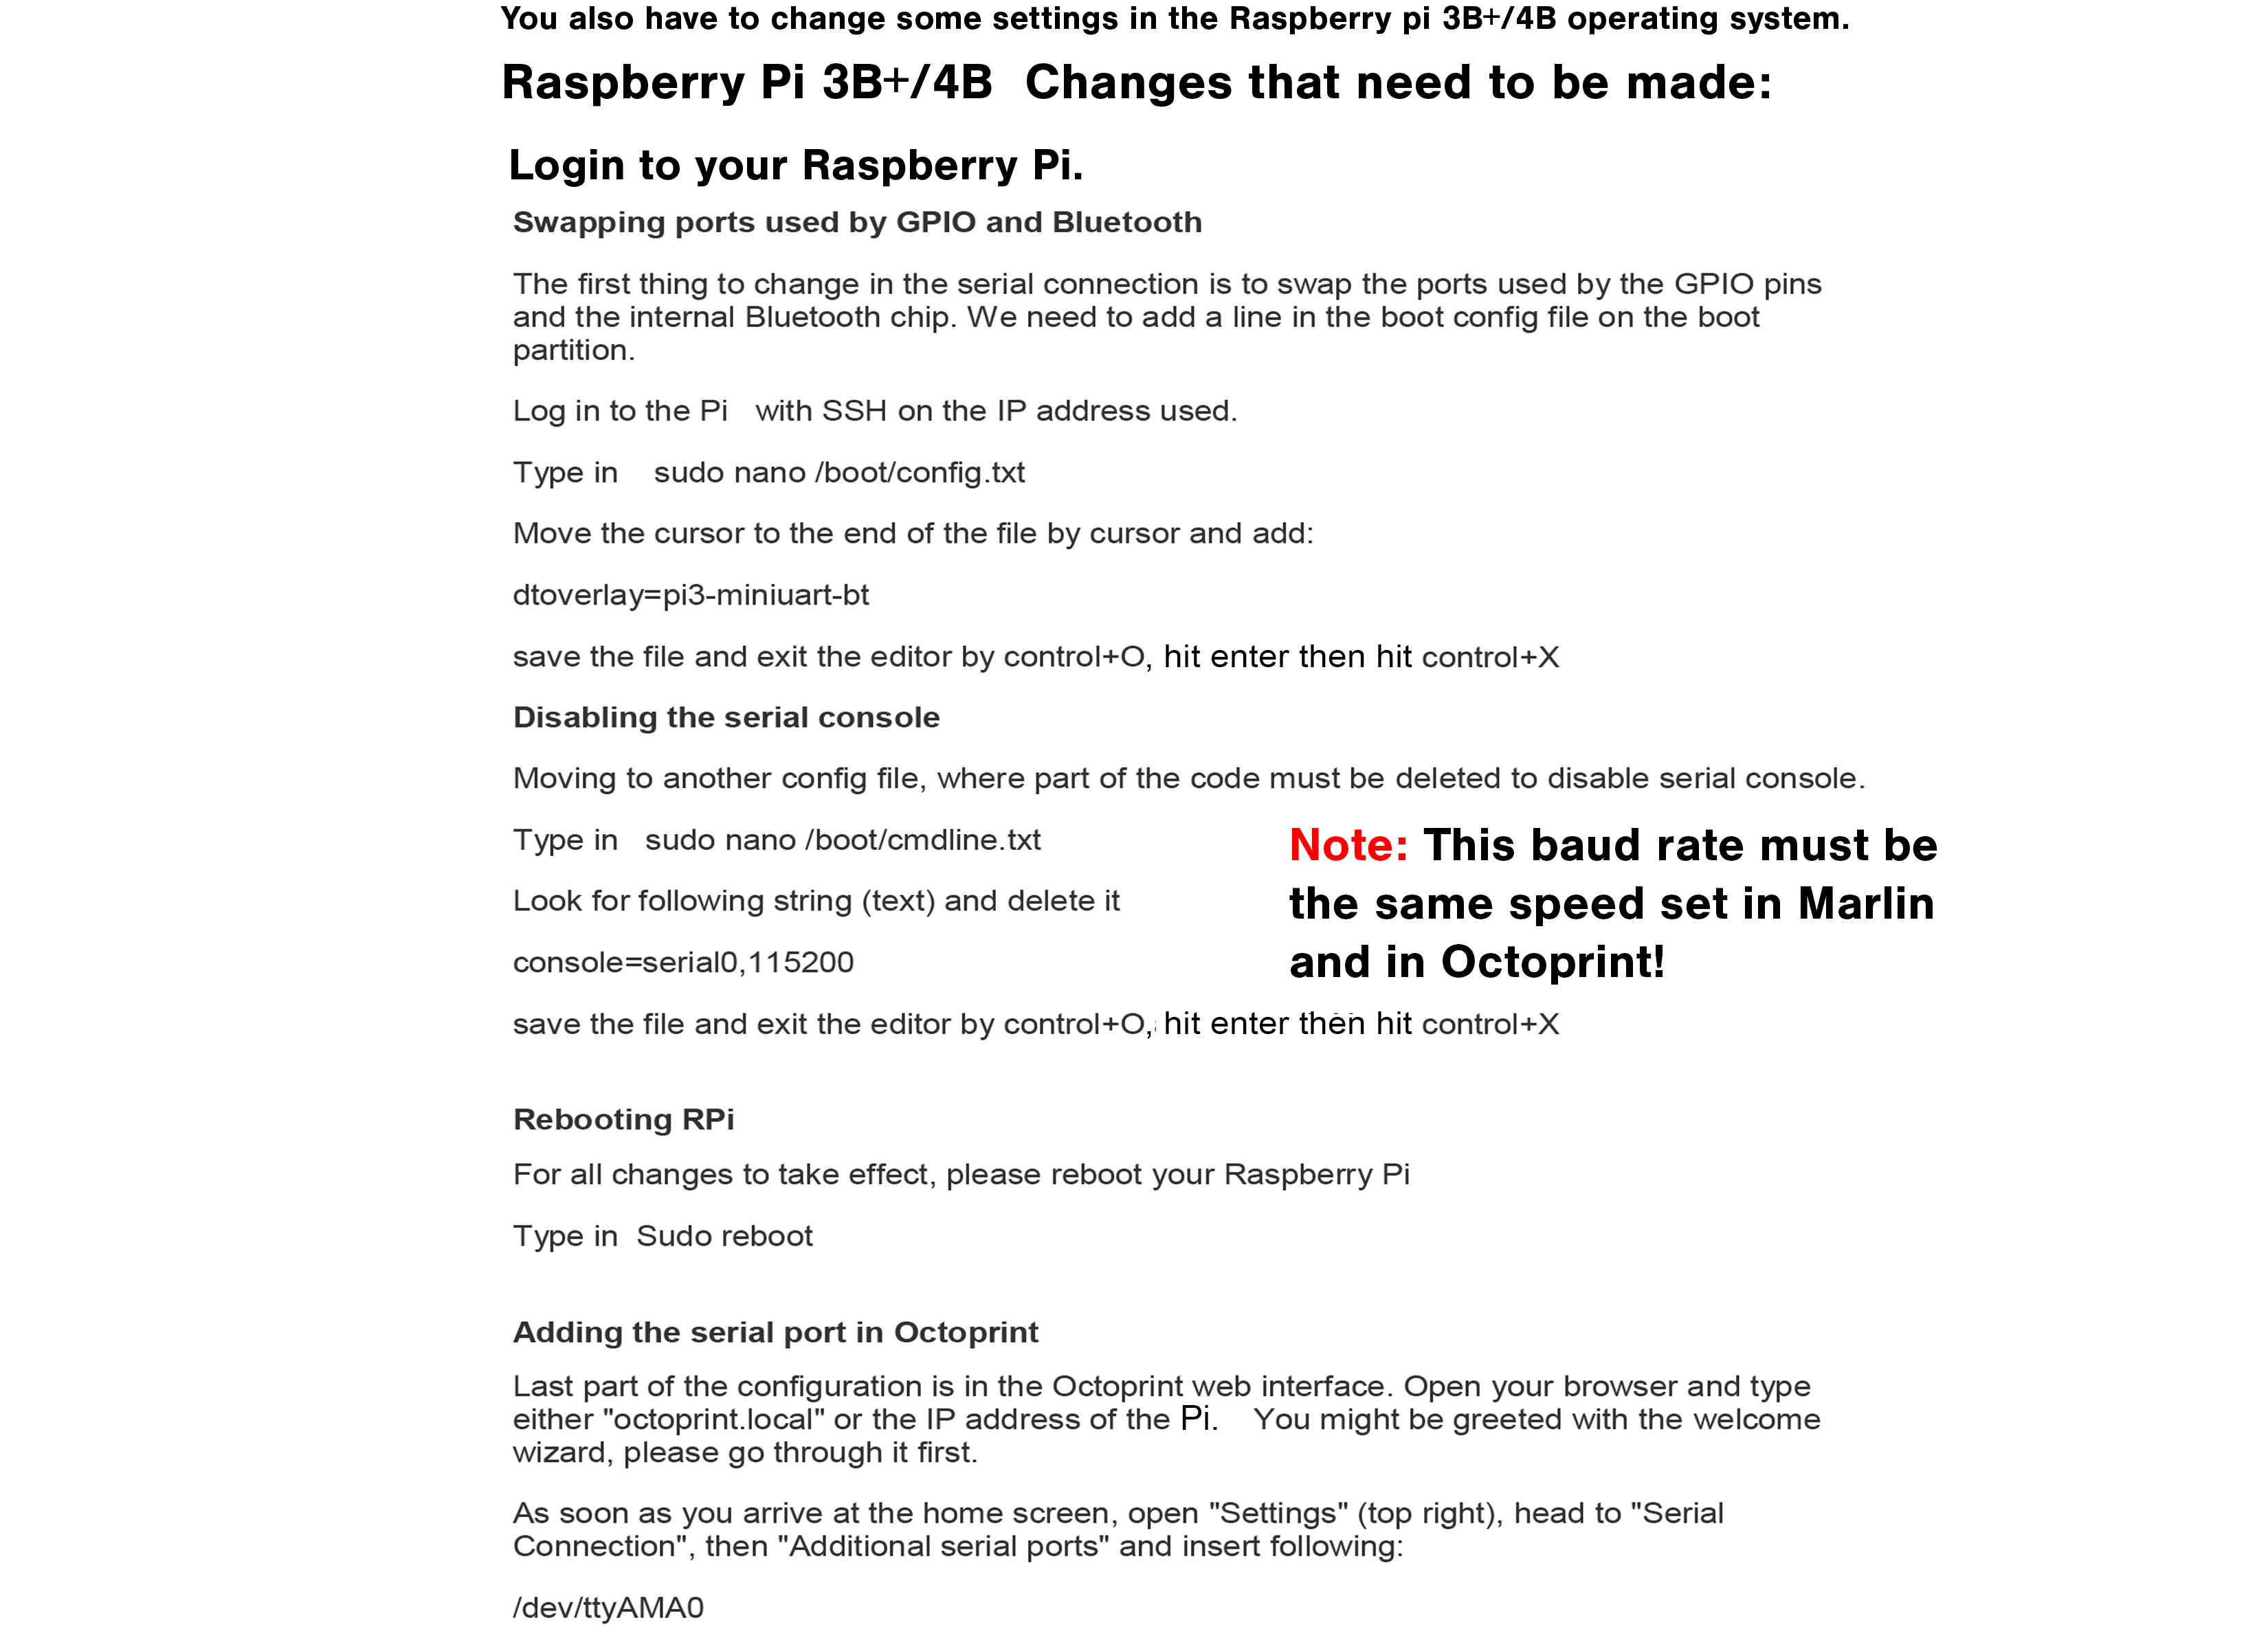 You also have to change some settings in the Raspberry pi 3B+/4B operating system.
Raspberry Pi 3B+/4B  Changes that need to be made:
Login to your Raspberry Pi.
Swapping ports used by GPIO and Bluetooth
The first thing to change in the serial connection is to swap the ports used by the GPIO pins
and the internal Bluetooth chip. We need to add a line in the boot config file on the boot
partition.
Log in to the Pi   with SSH on the IP address used.
Type in    sudo nano /boot/config.txt
Move the cursor to the end of the file by cursor and add:
dtoverlay=pi3-miniuart-bt
save the file and exit the editor by control+O, hit enter then hit control+X
Disabling the serial console
Moving to another config file, where part of the code must be deleted to disable serial console.
Type in   sudo nano /boot/cmdline.txt
Look for following string (text) and delete it
console=serial0,115200
Note: This baud rate must be
the same speed set in Marlin
and in Octoprint!
save the file and exit the editor by control+O, hit enter then hit control+X
Rebooting RPi
For all changes to take effect, please reboot your Raspberry Pi
Type in  Sudo reboot
Adding the serial port in Octoprint
Last part of the configuration is in the Octoprint web interface. Open your browser and type
either "octoprint.local" or the IP address of the Pi.    You might be greeted with the welcome
wizard, please go through it first.
As soon as you arrive at the home screen, open "Settings" (top right), head to "Serial
Connection", then "Additional serial ports" and insert following:
/dev/ttyAMA0